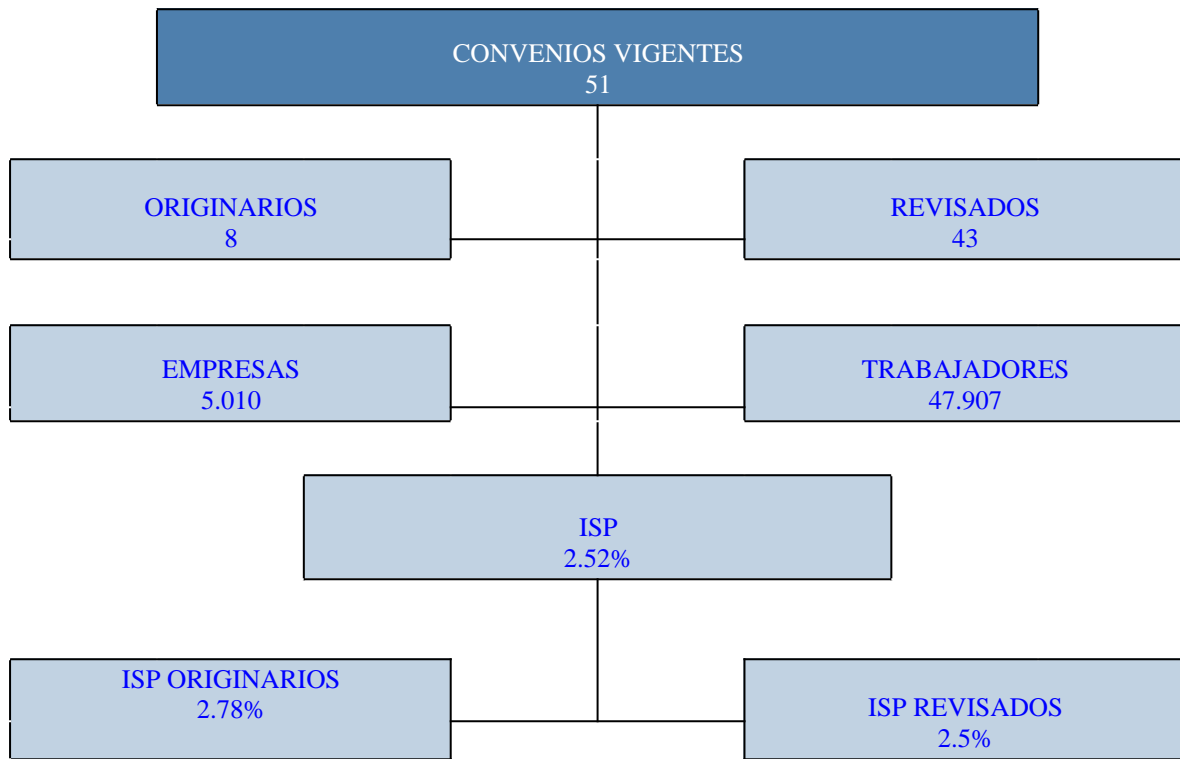 CONVENIOS VIGENTES
51
ORIGINARIOS
8
REVISADOS
43
EMPRESAS
5.010
TRABAJADORES
47.907
ISP
2.52%
ISP ORIGINARIOS
2.78%
ISP REVISADOS
2.5%